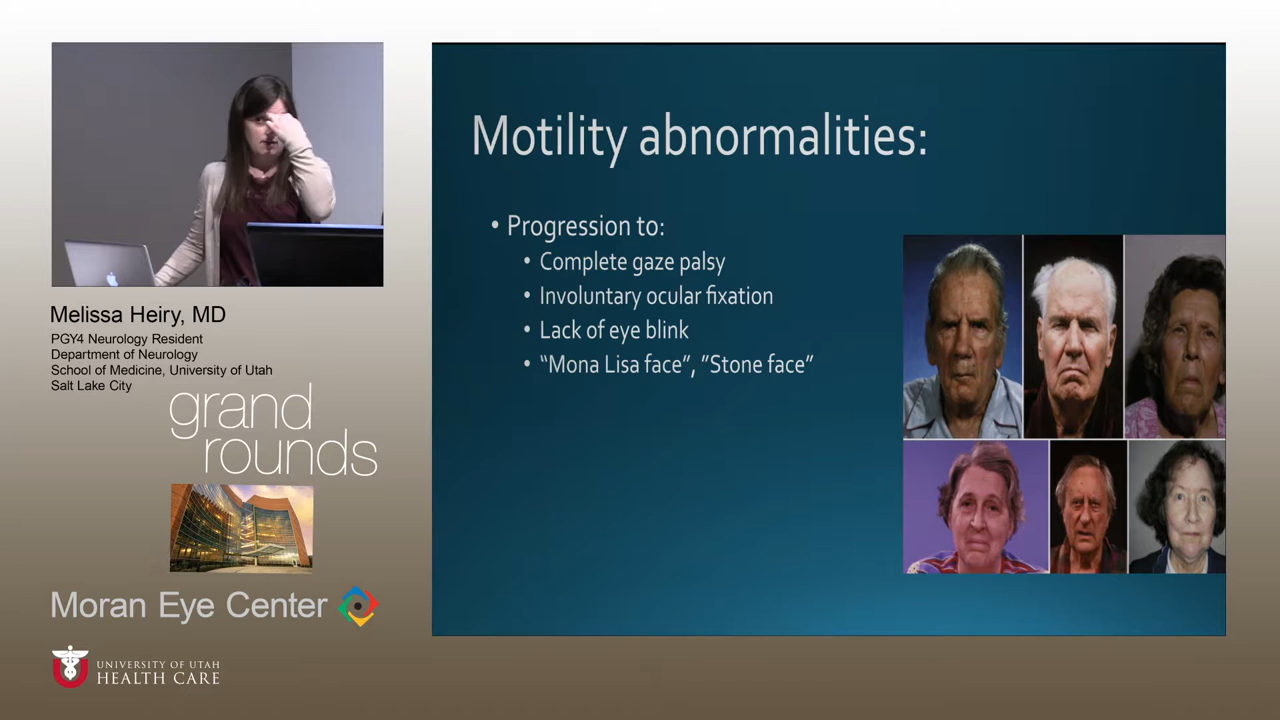 Motility abnormalities:
• Progression to:
• Complete gaze palsy
• Involuntary ocular fixation
• Lack of eye blink
• “Mona Lisa face”, ”Stone face”
Melissa Heiry, MD
PGY4 Neurology Resident
Department of Neurology
School of Medicine, University of Utah
Salt Lake City
grand
rounds
Moran Eye Center
UNIVERSITY OF UTAH
HEALTH CARE